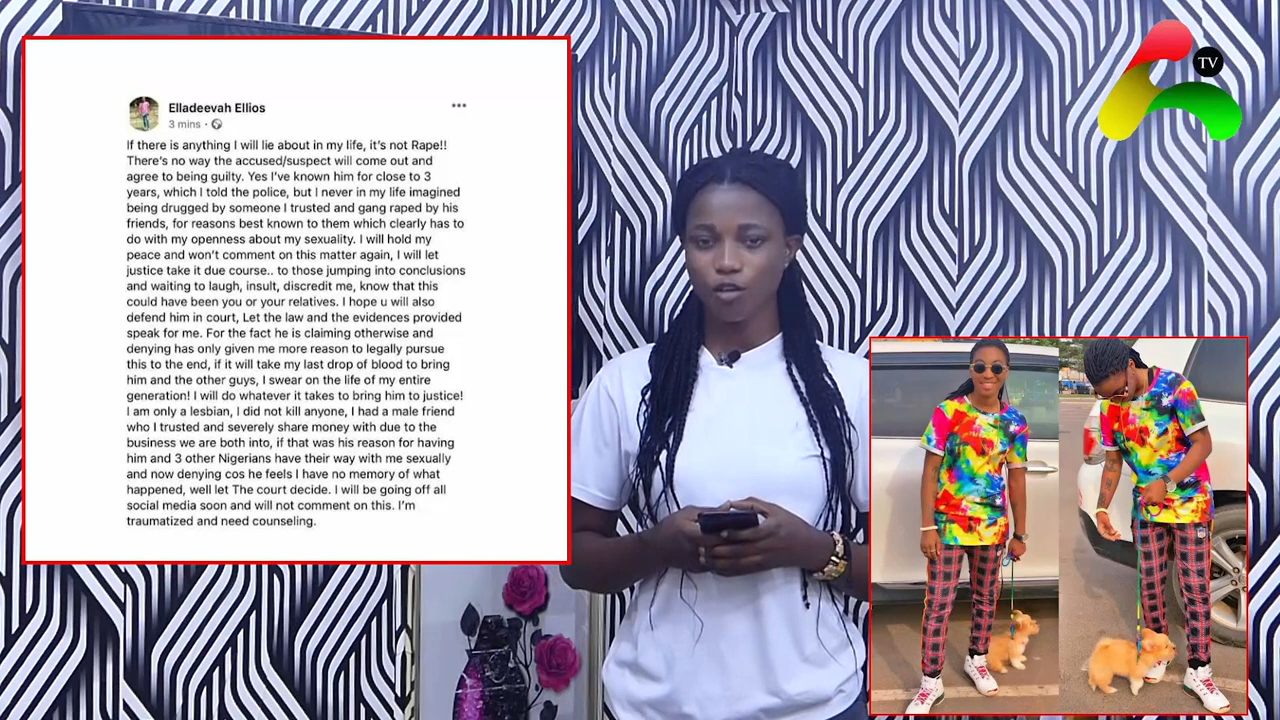 Elladeevah Ellios
3 mins ·
If there is anything I will lie about in my life, it's not Rape!!
There's no way the accused/suspect will come out and
agree to being guilty. Yes I've known him for close to 3
years, which I told the police, but I never in my life imagined
being drugged by someone I trusted and gang raped by his
friends, for reasons best known to them which clearly has to
do with my openness about my sexuality. I will hold my
peace and won't comment on this matter again, I will let
justice take it due course.. to those jumping into conclusions
and waiting to laugh, insult, discredit me, know that this
could have been you or your relatives. I hope u will also
defend him in court, Let the law and the evidences provided
speak for me. For the fact he is claiming otherwise and
denying has only given me more reason to legally pursue
this to the end, if it will take my last drop of blood to bring
him and the other guys, I swear on the life of my entire
generation! I will do whatever it takes to bring him to justice!
I am only a lesbian, I did not kill anyone, I had a male friend
who I trusted and severely share money with due to the
business we are both into, if that was his reason for having
him and 3 other Nigerians have their way with me sexually
and now denying cos he feels I have no memory of what
happened, well let The court decide. I will be going off all
social media soon and will not comment on this. I'm
traumatized and need counseling.
TV